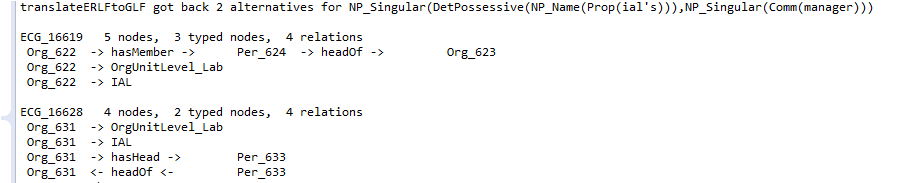 translateERLFtoGLF got back 2 alternatives for NP_Singular(DetPossessive(NP_Name(Prop(ial's))),NP_Singular(Comm(manager)))
ECG_16619 5 nodes, 3 typed nodes, 4 relations
Org_622 -> hasMember -> Per_624 -> headOf -> Org_623
Org_622 -> OrgUnitLevel_Lab
Org_622 -> IAL
ECG_16628 4 nodes, 2 typed nodes, 4 relations
Org_631 -> OrgUnitLevel_Lab
Org_631 -> IAL
Org_631 -> hasHead -> Per_633
Org_631 <- headOf <- Per_633